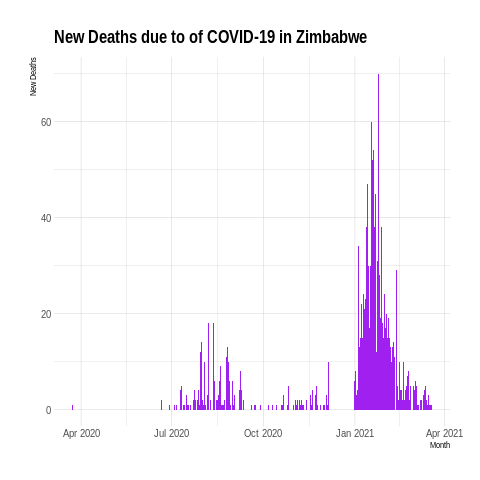 New Deaths due to of COVID-19 in Zimbabwe
New Deaths
60
40
20
0
Apr 2020 Jul 2020 Oct 2020 Jan 2021 Apr 2021
Month